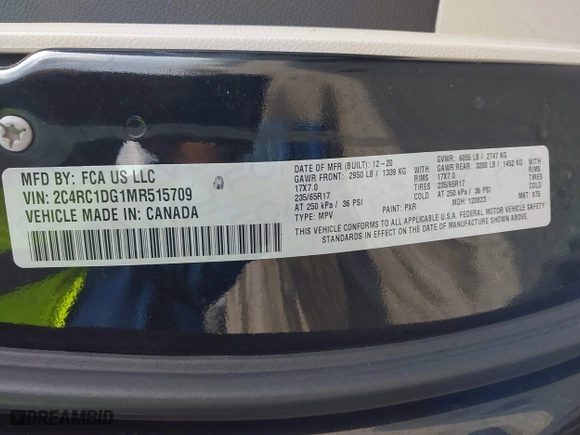 MFD BY: FCA US LLC
VIN: 2C4RC1DG1MR515709
VEHICLE MADE IN: CANADA
DATE OF MFR (BUILT): 12-20 GVWR: 6055 LB / 2747 KG
GAWR FRONT: 2950 LB / 1339 KG WITH GAWR REAR: 3200 LB / 1452 KG WITH
17X7.0 RIMS 17X7.0 RIMS
235/65R17 TIRES 235/65R17 TIRES
AT 250 kPa / 36 PSI COLD AT 250 kPa / 36 PSI COLD
TYPE: MPV PAINT: PXR MDH: 120823 MKT: 675
THIS VEHICLE CONFORMS TO ALL APPLICABLE U.S.A. FEDERAL MOTOR VEHICLE SAFETY
STANDARDS IN EFFECT ON THE DATE OF MANUFACTURE SHOWN ABOVE.
DREAMBID